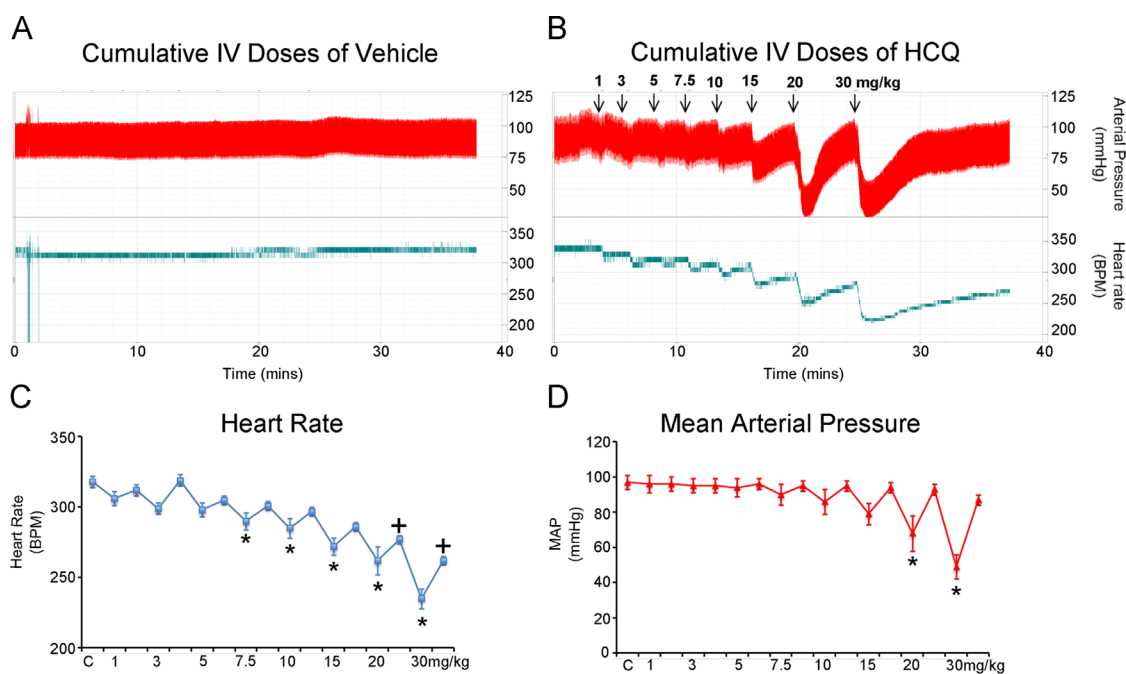 A
Cumulative IV Doses of Vehicle
125
100
75
50
350
300
250
200
0
10
20
30
40
Time (mins)
B
Cumulative IV Doses of HCQ
1 3 5 7.5 10 15 20 30 mg/kg
125
100
75
50
Arterial Pressure
(mmHg)
350
300
250
200
Heart rate
(BPM)
0
10
20
30
40
Time (mins)
C
Heart Rate
350
300
250
200
Heart Rate
(BPM)
+
+
*
*
*
*
*
C 1 3 5 7.5 10 15 20 30mg/kg
D
Mean Arterial Pressure
120
100
80
60
40
20
0
MAP
(mmHg)
*
*
C 1 3 5 7.5 10 15 20 30mg/kg